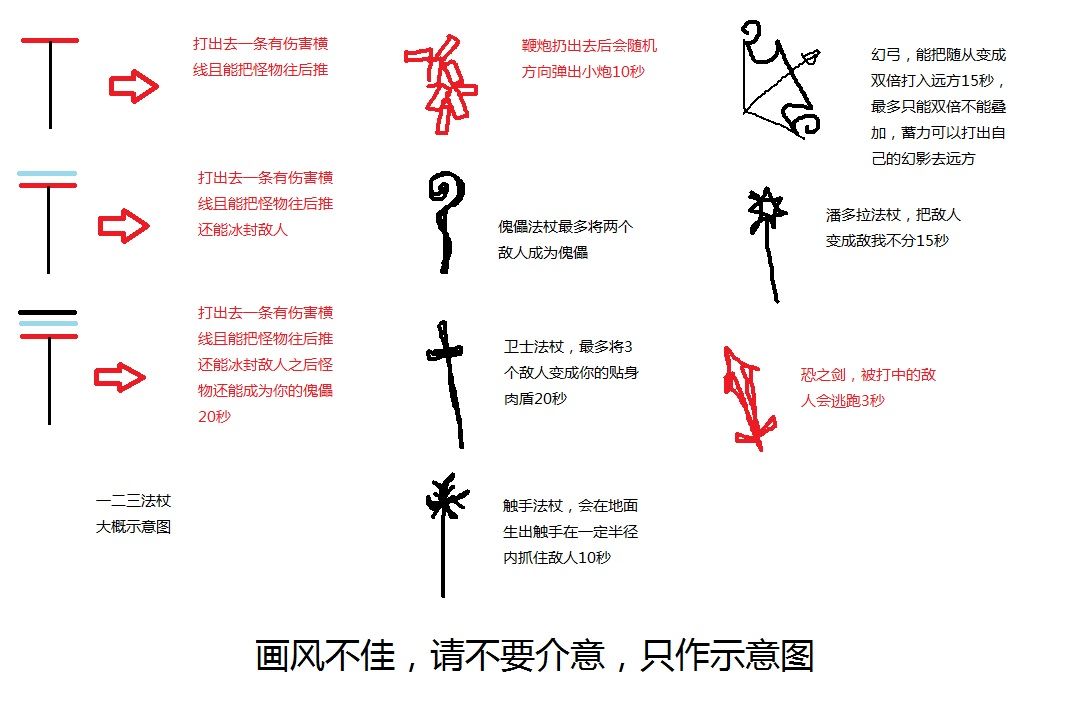 打出去一条有伤害横
线且能把怪物往后推
打出去一条有伤害横
线且能把怪物往后推
还能冰封敌人
打出去一条有伤害横
线且能把怪物往后推
还能冰封敌人之后怪
物还能成为你的傀儡
20秒
一二三法杖
大概示意图
鞭炮扔出去后会随机
方向弹出小炮10秒
傀儡法杖最多将两个
敌人成为傀儡
卫士法杖，最多将3
个敌人变成你的贴身
肉盾20秒
触手法杖，会在地面
生出触手在一定半径
内抓住敌人10秒
幻弓，能把随从变成
双倍打入远方15秒，
最多只能双倍不能叠
加，蓄力可以打出自
己的幻影去远方
潘多拉法杖，把敌人
变成敌我不分15秒
恐之剑，被打中的敌
人会逃跑3秒
画风不佳，请不要介意，只作示意图